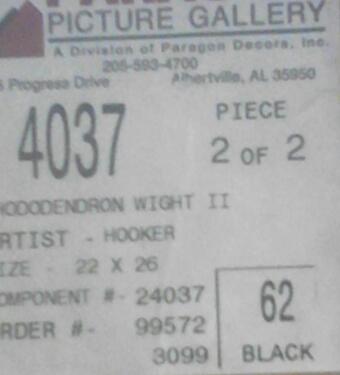 PICTURE GALLERY
A Division of Paragon Decors, Inc.
205-593-4700
Progress Drive Albertville, AL 35950
4037
PIECE
2 OF 2
HODODENDRON WIGHT II
RTIST - HOOKER
IZE - 22 X 26
OMPONENT #- 24037
RDER #- 99572
3099
62
BLACK